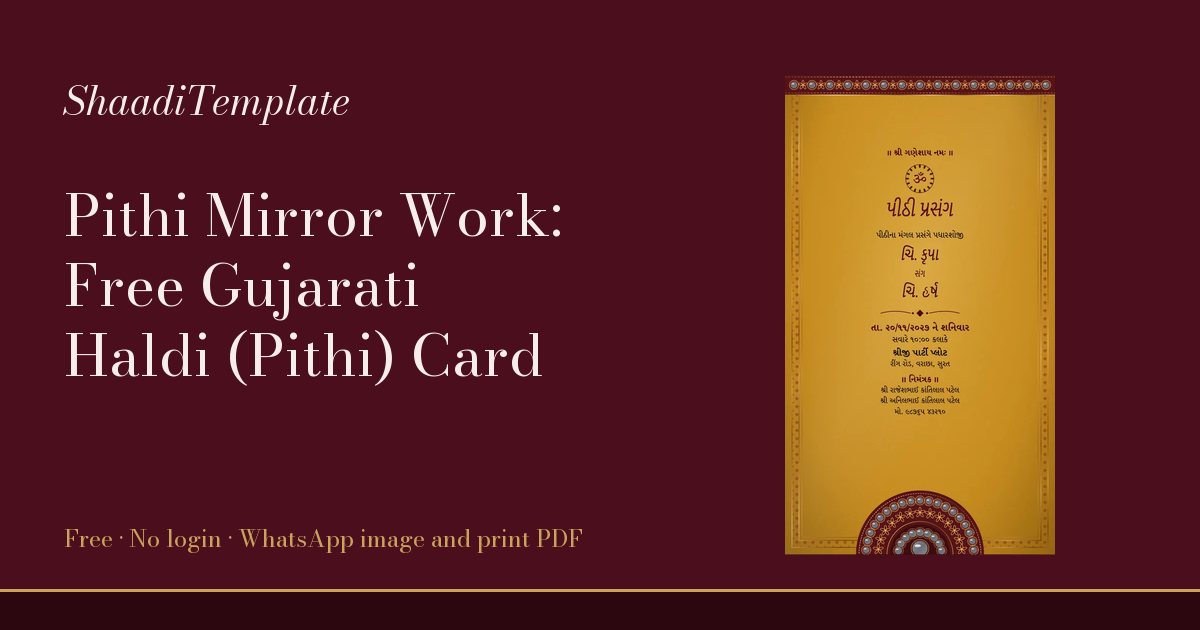 ShaadiTemplate
Pithi Mirror Work:
Free Gujarati
Haldi (Pithi) Card
Free · No login · WhatsApp image and print PDF
॥ શ્રી ગણેશાય નમઃ ॥
ૐ
પીઠી પ્રસંગ
પીઠીના મંગલ પ્રસંગે પધારશોજી
ચિ. કૃપા
સંગ
ચિ. હર્ષ
તા. ૨૦/૧૧/૨૦૨૭ ને શનિવાર
સવારે ૧૦:૦૦ કલાકે
શ્રીજી પાર્ટી પ્લોટ
રીંગ રોડ, વરાછા, સુરત
॥ નિમંત્રક ॥
શ્રી રાજેશભાઈ કાંતિલાલ પટેલ
શ્રી અનિલભાઈ કાંતિલાલ પટેલ
મો. ૯૮૭૬૫ ૪૩૨૧૦